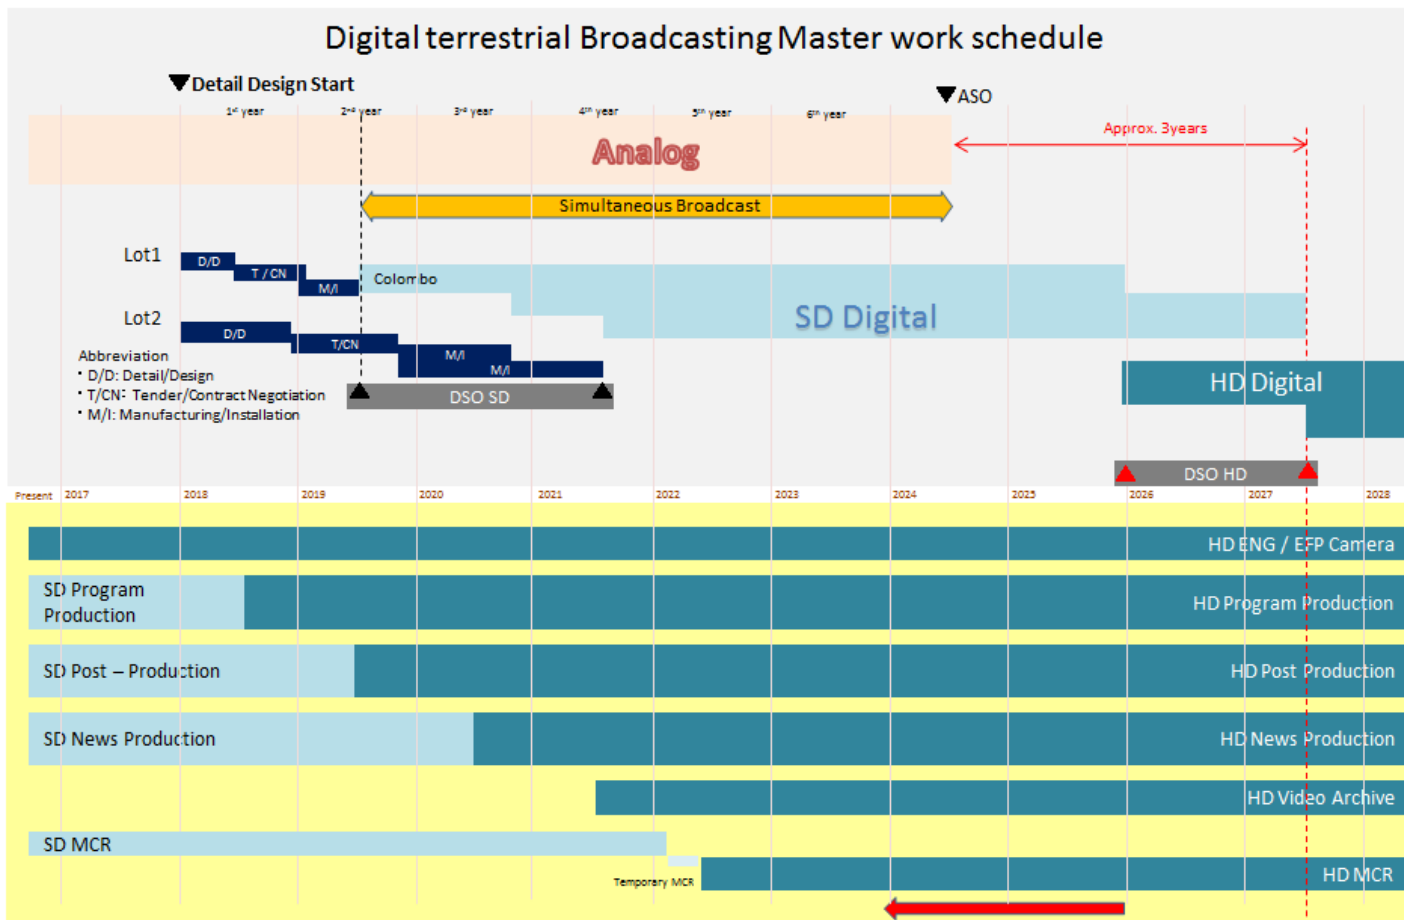 Digital terrestrial Broadcasting Master work schedule
▼Detail Design Start
▼ASO
1st year
2nd year
3rd year
4th year
5th year
6th year
Approx. 3years
Analog
Simultaneous Broadcast
Lot1
D/D
T / CN
M/I
Colombo
SD Digital
Lot2
D/D
T/CN
M/I
M/I
Abbreviation
・D/D: Detail/Design
・T/CN: Tender/Contract Negotiation
・M/I: Manufacturing/Installation
DSO SD
HD Digital
DSO HD
Present 2017 2018 2019 2020 2021 2022 2023 2024 2025 2026 2027 2028
HD ENG / EFP Camera
SD Program
Production
HD Program Production
SD Post – Production
HD Post Production
SD News Production
HD News Production
HD Video Archive
SD MCR
Temporary MCR
HD MCR